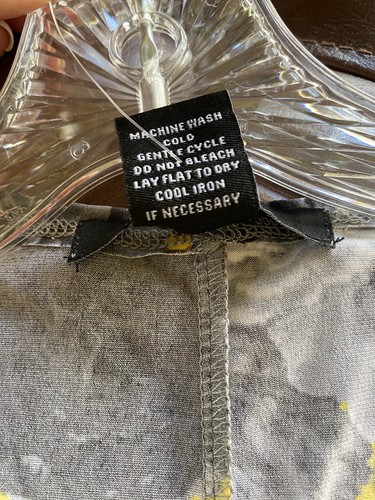 MACHINE WASH
COLD
GENTLE CYCLE
DO NOT BLEACH
LAY FLAT TO DRY
COOL IRON
IF NECESSARY